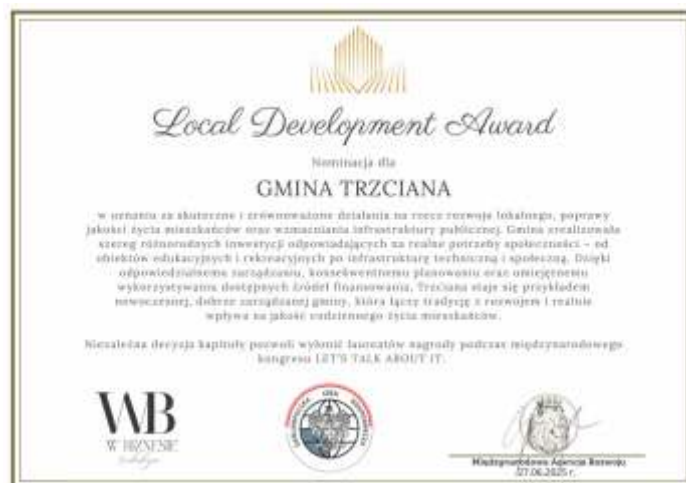 Local Development Award
Nominacja dla
GMINA TRZCIANA
w uznaniu za skuteczne i zrównoważone działania na rzecz rozwoju lokalnego, poprawy
jakości życia mieszkańców oraz wzmacniania infrastruktury publicznej. Gmina zrealizowała
szereg różnorodnych inwestycji odpowiadających na realne potrzeby społeczności – od
obiektów edukacyjnych i rekreacyjnych po infrastrukturę techniczną i społeczną. Dzięki
odpowiedzialnemu zarządzaniu, konsekwentnemu planowaniu oraz umiejętnemu
wykorzystywaniu dostępnych źródeł finansowania, Trzciana staje się przykładem
nowoczesnej, dobrze zarządzanej gminy, która łączy tradycję z rozwojem i realnie
wpływa na jakość codziennego życia mieszkańców.
Niezależna decyzja kapituły pozwoli wyłonić laureatów nagrody podczas międzynarodowego
kongresu LET'S TALK ABOUT IT.
WB
W BIZNESIE
IZBA
Międzynarodowa Agencja Rozwoju
27.06.2025 r.